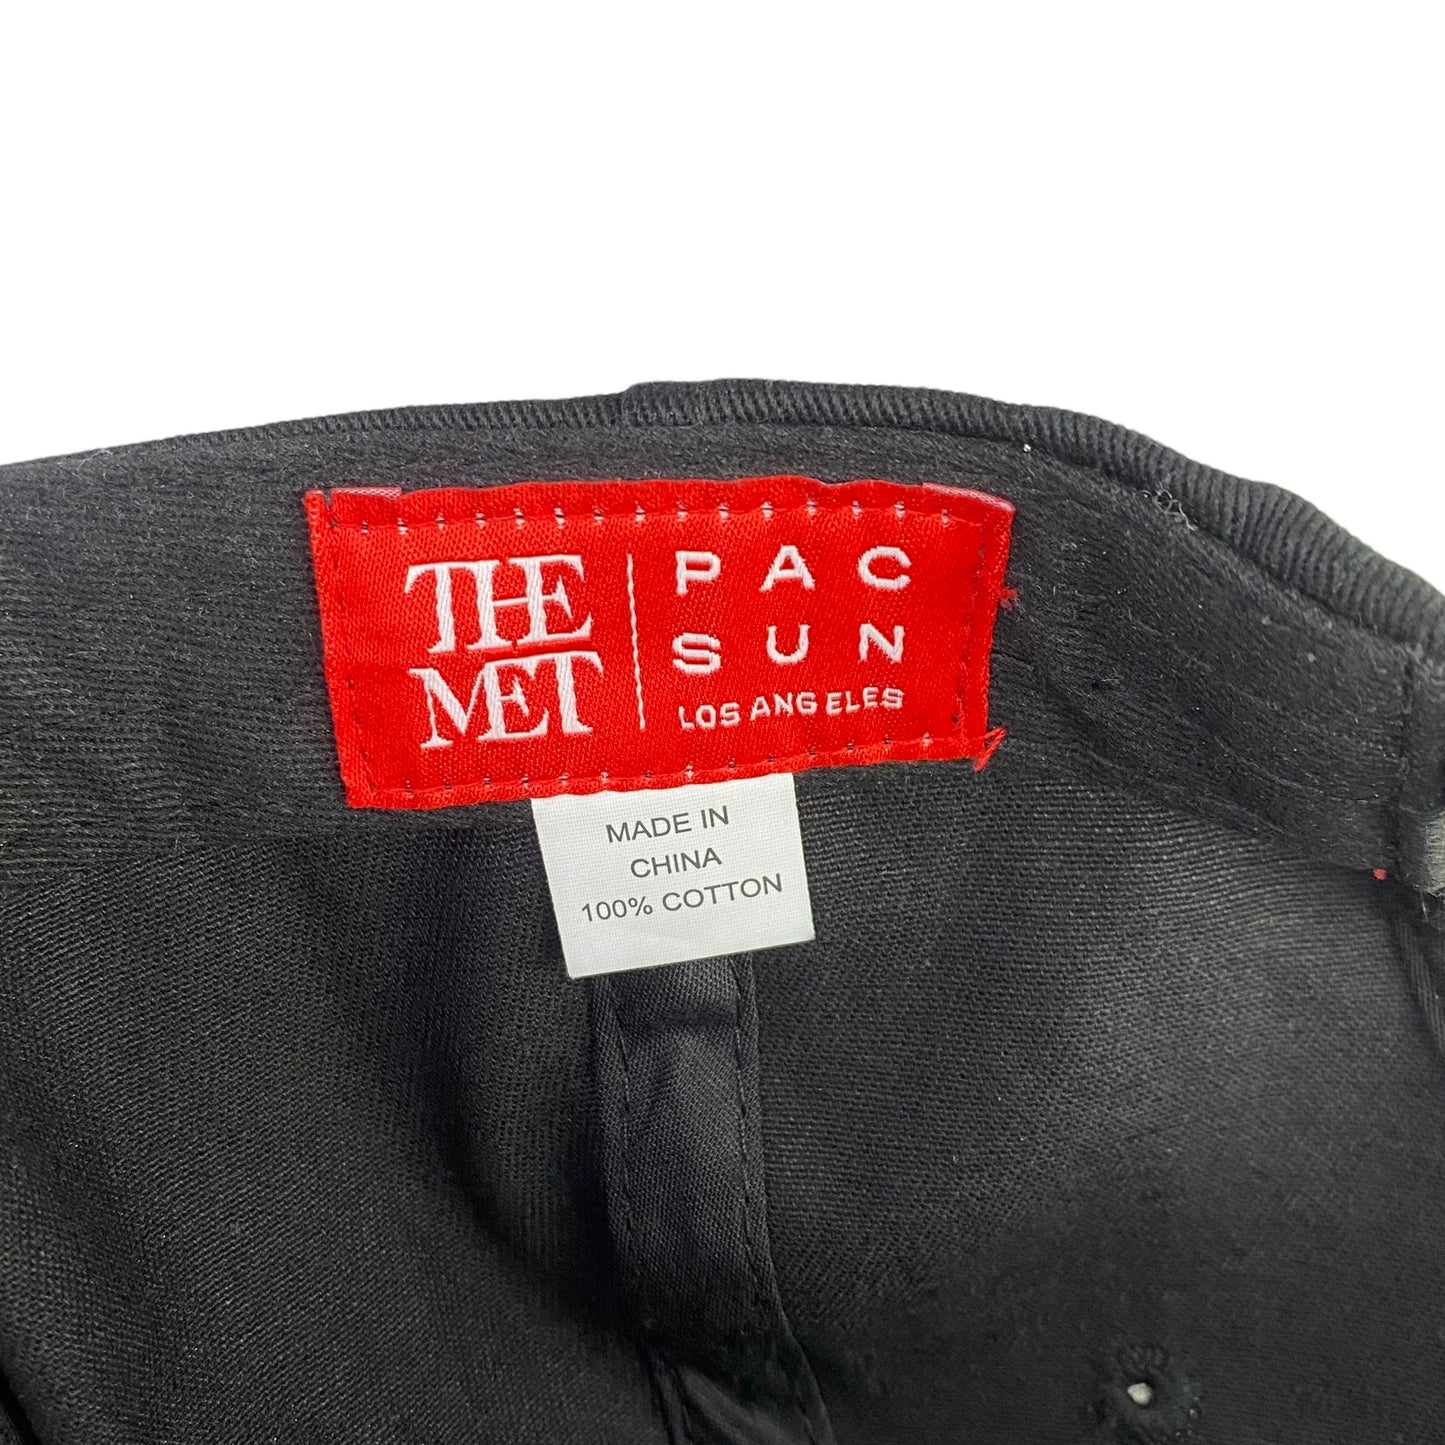 THE
MET
PAC
SUN
LOS ANGELES
MADE IN
CHINA
100% COTTON